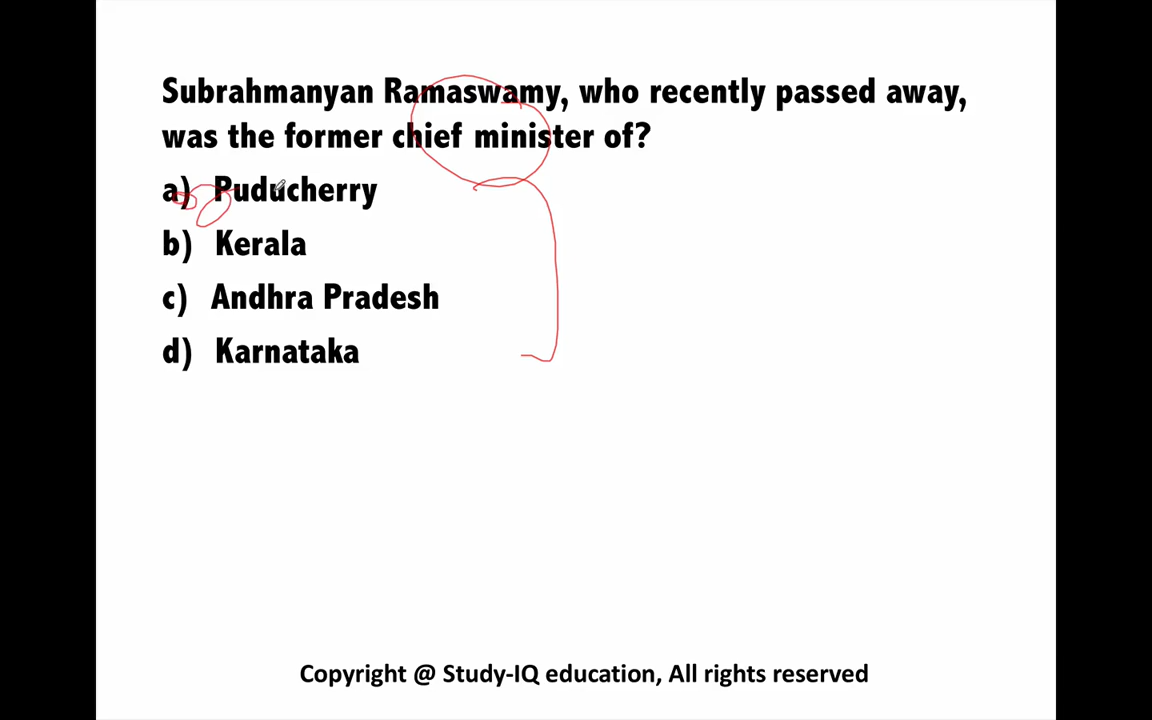 Subrahmanyan Ramaswamy, who recently passed away,
was the former chief minister of?
a) Puducherry
b) Kerala
c) Andhra Pradesh
d) Karnataka
Copyright @ Study-IQ education, All rights reserved